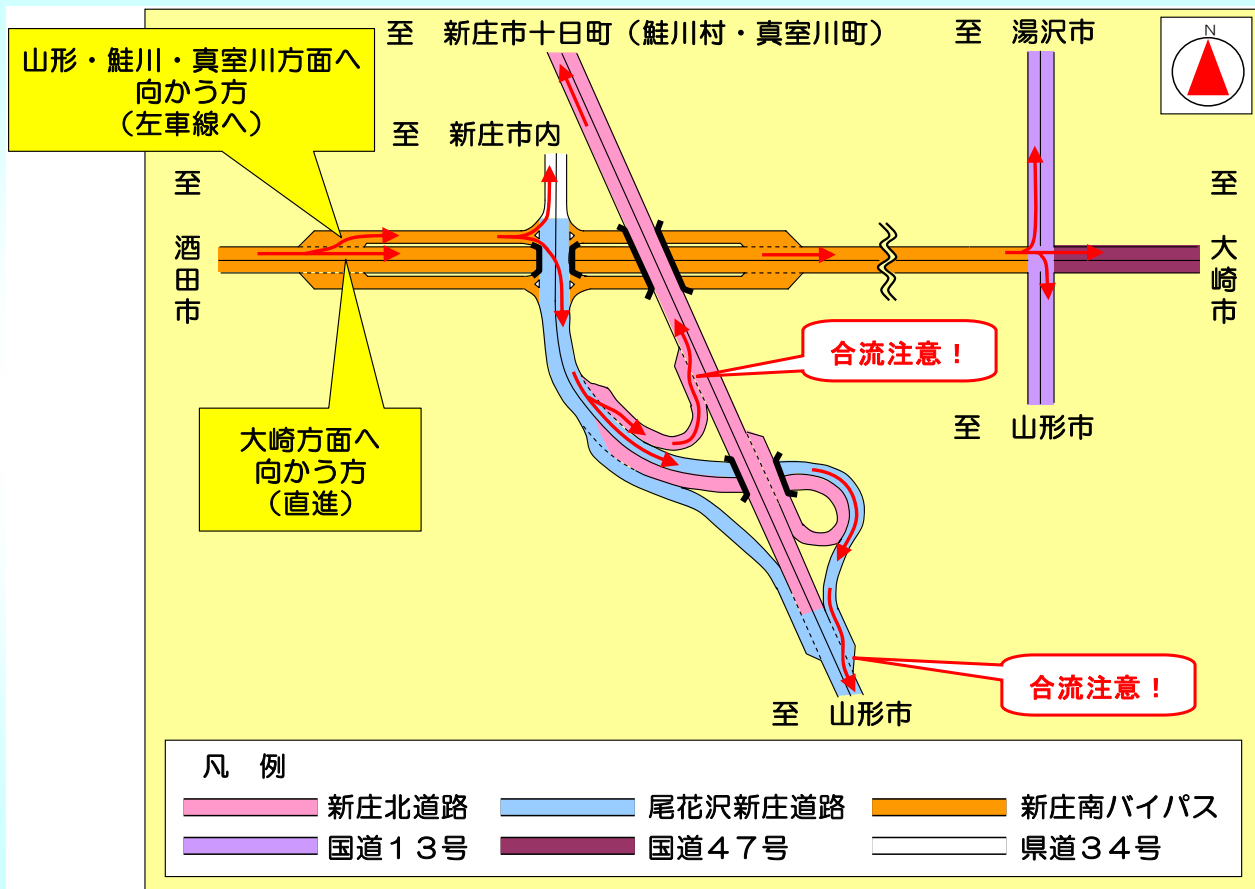 至　新庄市十日町（鮭川村・真室川町）
至　湯沢市
N
山形・鮭川・真室川方面へ
向かう方
（左車線へ）
至　新庄市内
至　酒田市
至　大崎市
合流注意！
至　山形市
大崎方面へ
向かう方
（直進）
合流注意！
至　山形市
凡　例
新庄北道路
尾花沢新庄道路
新庄南バイパス
国道１３号
国道４７号
県道３４号